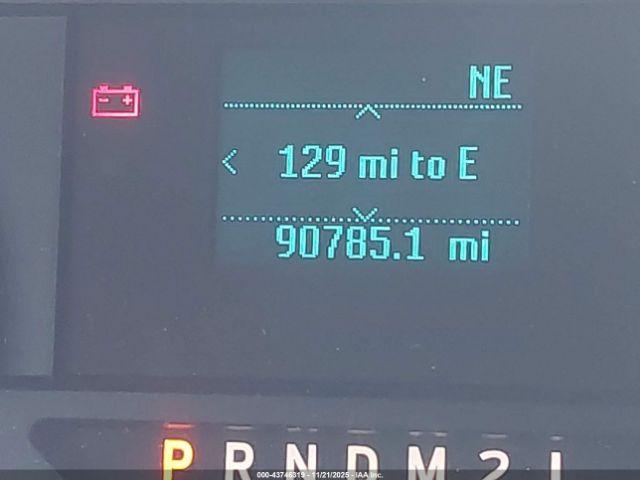 NE
129 mi to E
90785.1 mi
P R N D M 2 1
000-43746319 - 11/21/2025 - IAA Inc.